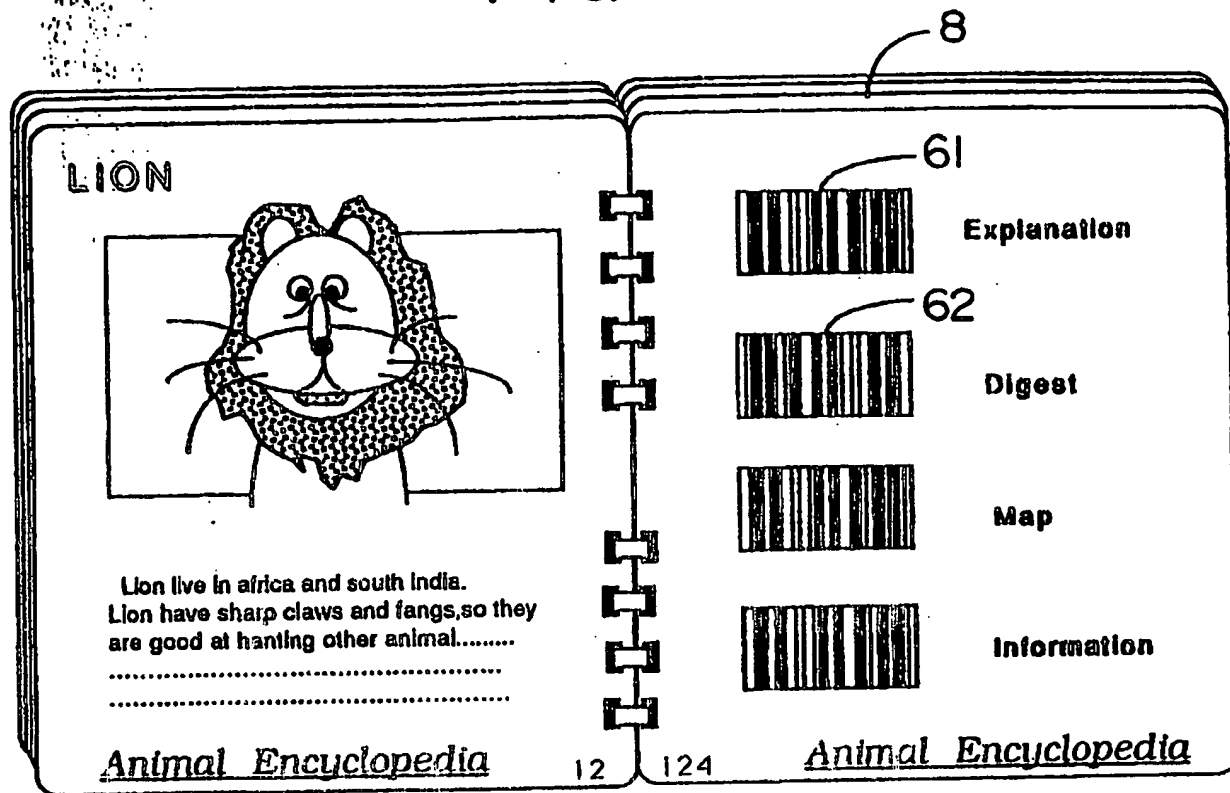 8
LION
Lion live in africa and south india.
Lion have sharp claws and fangs,so they
are good at hanting other animal.........
Animal Encyclopedia
12
61
Explanation
62
Digest
Map
Information
124
Animal Encyclopedia